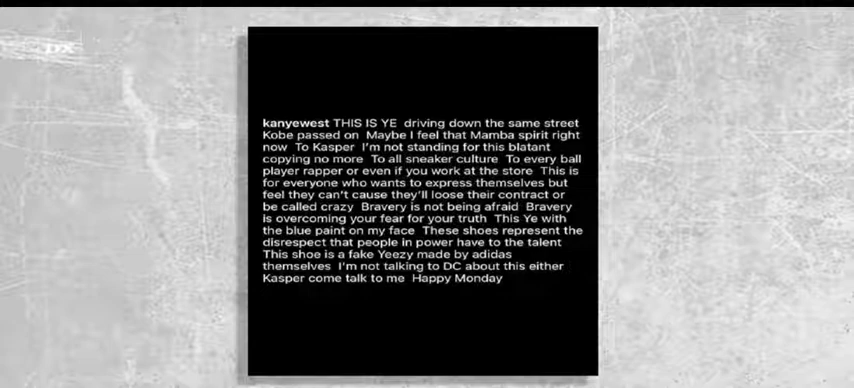 DX
kanyewest THIS IS YE  driving down the same street
Kobe passed on  Maybe I feel that Mamba spirit right
now  To Kasper  I'm not standing for this blatant
copying no more  To all sneaker culture  To every ball
player rapper or even if you work at the store  This is
for everyone who wants to express themselves but
feel they can't cause they'll loose their contract or
be called crazy  Bravery is not being afraid  Bravery
is overcoming your fear for your truth  This Ye with
the blue paint on my face  These shoes represent the
disrespect that people in power have to the talent
This shoe is a fake Yeezy made by adidas
themselves  I'm not talking to DC about this either
Kasper come talk to me  Happy Monday